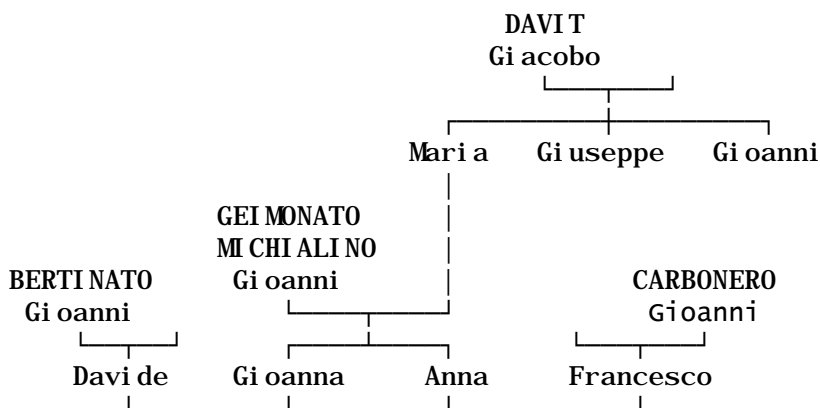 DAVIT
Giacobo
Maria Giuseppe Gioanni
GEIMONATO
MICHIALINO
BERTINATO Gioanni CARBONERO
Gioanni Gioanni
Davide Gioanna Anna Francesco